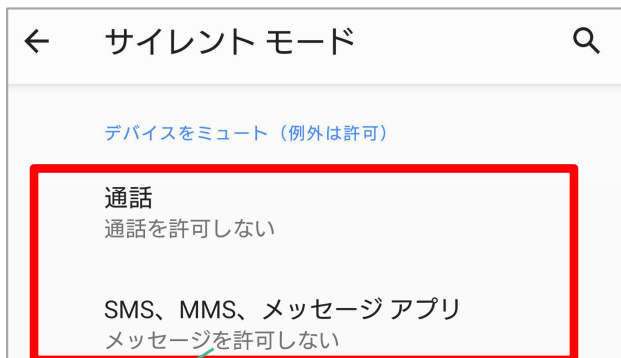 サイレント モード
デバイスをミュート（例外は許可）
通話
通話を許可しない
SMS、MMS、メッセージ アプリ
メッセージを許可しない